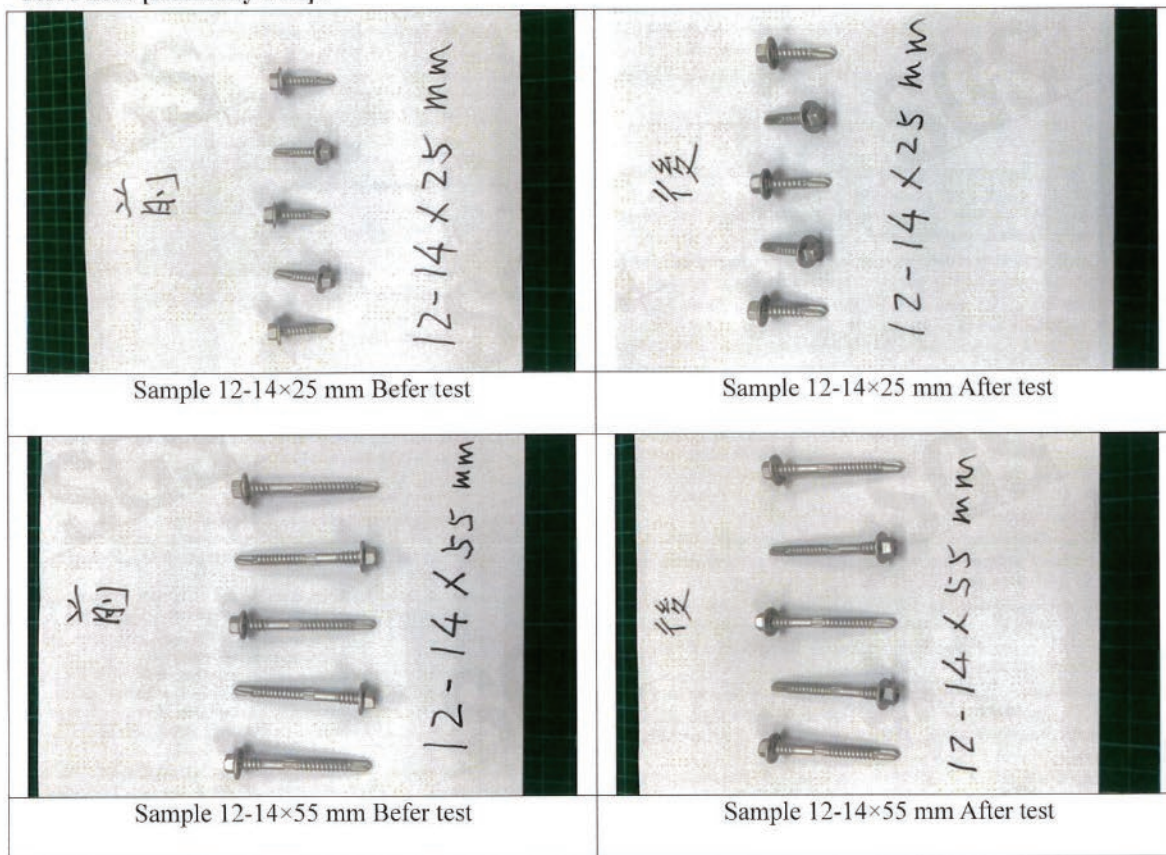 前
12-14×25 mm
後
12-14×25 mm
Sample 12-14×25 mm Befer test
Sample 12-14×25 mm After test
前
12-14×55 mm
後
12-14×55 mm
Sample 12-14×55 mm Befer test
Sample 12-14×55 mm After test